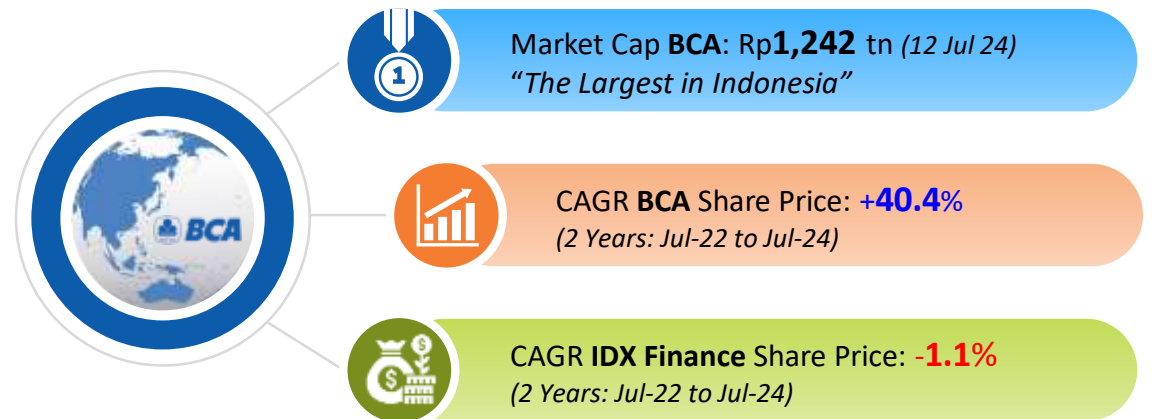 1
Market Cap BCA: Rp1,242 tn (12 Jul 24)
“The Largest in Indonesia”
BCA
CAGR BCA Share Price: +40.4%
(2 Years: Jul-22 to Jul-24)
CAGR IDX Finance Share Price: -1.1%
(2 Years: Jul-22 to Jul-24)